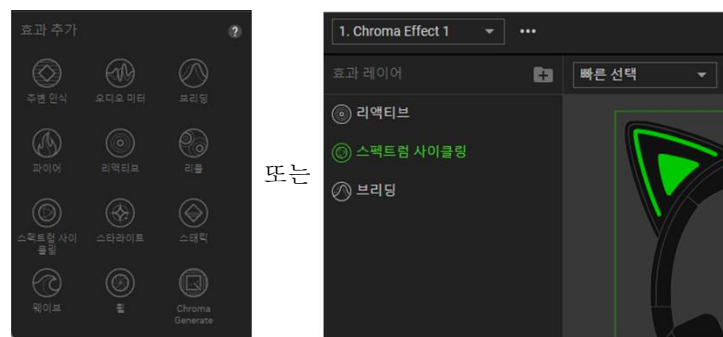 효과 추가
?
주변 인식
오디오 미터
브리딩
파이어
리액티브
리플
스펙트럼 사이
클링
스타라이트
스태틱
웨이브
휠
Chroma
Generate
또는
1. Chroma Effect 1
효과 레이어
빠른 선택
리액티브
스펙트럼 사이클링
브리딩